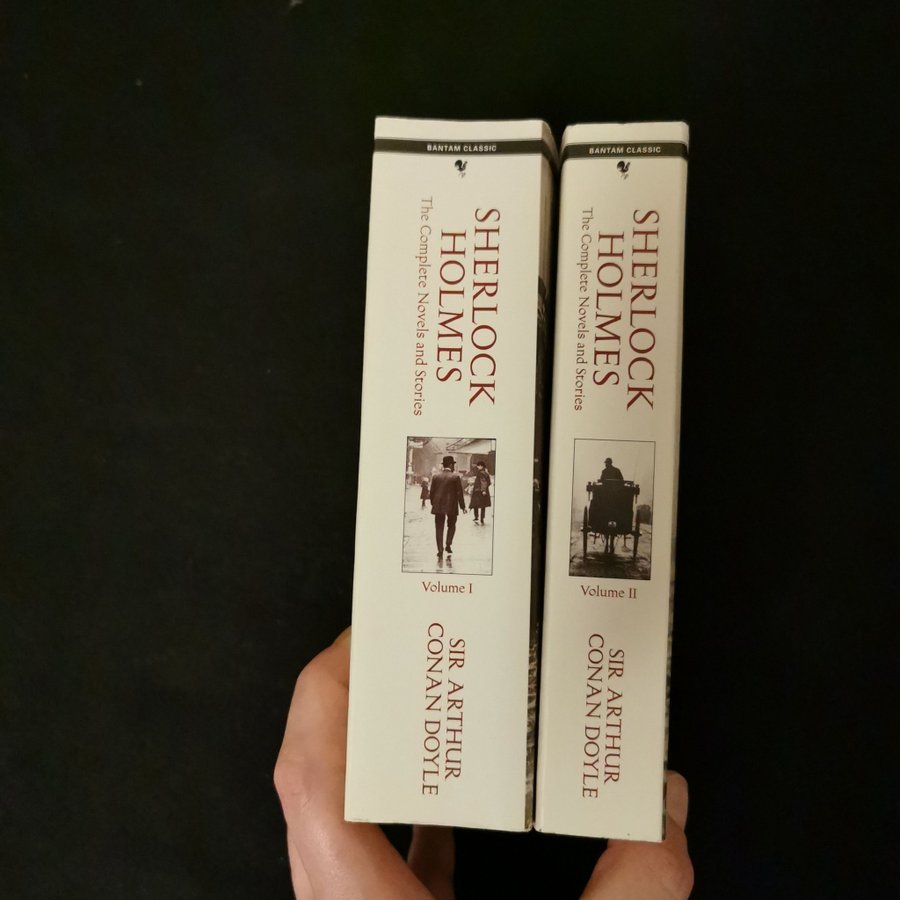 BANTAM CLASSIC
SHERLOCK
HOLMES
The Complete Novels and Stories
Volume I
SIR ARTHUR
CONAN DOYLE
BANTAM CLASSIC
SHERLOCK
HOLMES
The Complete Novels and Stories
Volume II
SIR ARTHUR
CONAN DOYLE